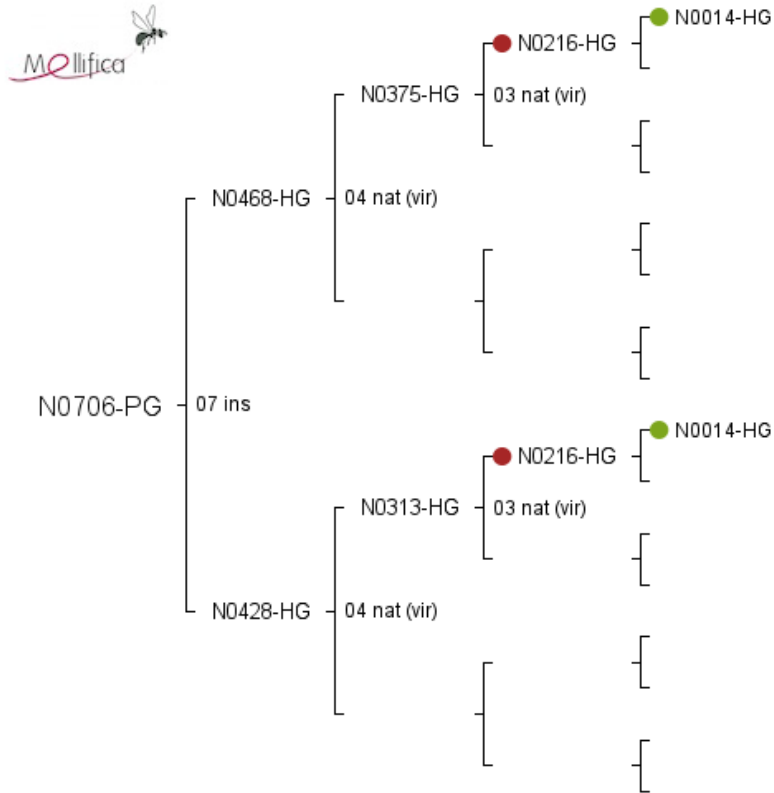 Mellifica
N0014-HG
N0216-HG
N0375-HG
03 nat (vir)
N0468-HG
04 nat (vir)
N0706-PG
07 ins
N0014-HG
N0216-HG
N0313-HG
03 nat (vir)
N0428-HG
04 nat (vir)